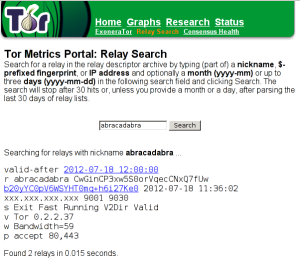 Tor
Home Graphs Research Status
ExoneraTor Relay Search Consensus Health
Tor Metrics Portal: Relay Search
Search for a relay in the relay descriptor archive by typing (part of) a nickname, $-
prefixed fingerprint, or IP address and optionally a month (yyyy-mm) or up to
three days (yyyy-mm-dd) in the following search field and clicking Search. The
search will stop after 30 hits or, unless you provide a month or a day, after parsing the
last 30 days of relay lists.
abracadabra Search
Searching for relays with nickname abracadabra ...
valid-after 2012-07-18 12:00:00
r abracadabra CwGinCP3xw5S0orVqecCNxQ7fUw
b20yYC0pV6WSYHT0mq+h6i27Ke0 2012-07-18 11:36:02
xxx.xxx.xxx.xxx 9001 9030
s Exit Fast Running V2Dir Valid
v Tor 0.2.2.37
w Bandwidth=59
p accept 80,443
Found 2 relays in 0.015 seconds.